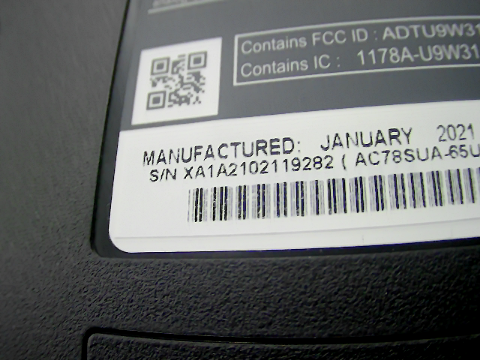 Contains FCC ID : ADTU9W31
Contains IC : 1178A-U9W31
MANUFACTURED: JANUARY 2021
S/N XA1A2102119282 ( AC78SUA-65U